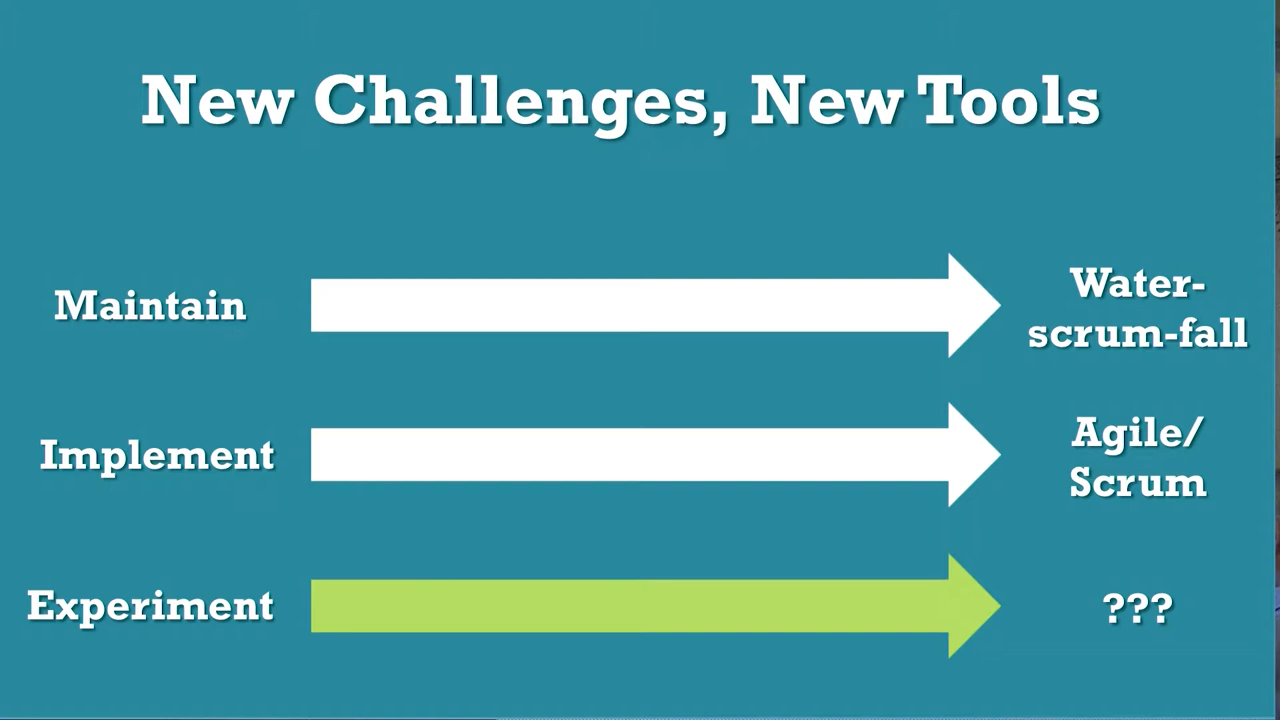 New Challenges, New Tools
Maintain
Water-
scrum-fall
Implement
Agile/
Scrum
Experiment
???